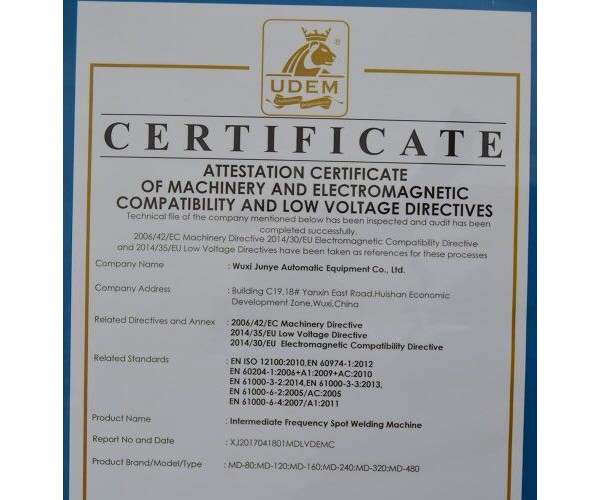 ®
UDEM
CERTIFICATE
ATTESTATION CERTIFICATE
OF MACHINERY AND ELECTROMAGNETIC
COMPATIBILITY AND LOW VOLTAGE DIRECTIVES
Technical file of the company mentioned below has been inspected and audit has been
completed successfully.
2006/42/EC Machinery Directive 2014/30/EU Electromagnetic Compatibility Directive
and 2014/35/EU Low Voltage Directives have been taken as references for these processes
Company Name : Wuxi Junye Automatic Equipment Co., Ltd.
Company Address : Building C19,18# Yanxin East Road,Huishan Economic
Development Zone,Wuxi,China
Related Directives and Annex : 2006/42/EC Machinery Directive
2014/35/EU Low Voltage Directive
2014/30/EU Electromagnetic Compatibility Directive
Related Standards : EN ISO 12100:2010,EN 60974-1:2012
EN 60204-1:2006+A1:2009+AC:2010
EN 61000-3-2:2014,EN 61000-3-3:2013,
EN 61000-6-2:2005/AC:2005
EN 61000-6-4:2007/A1:2011
Product Name : Intermediate Frequency Spot Welding Machine
Report No and Date : XJ2017041801MDLVDEMC
Product Brand/Model/Type : MD-80;MD-120;MD-160;MD-240;MD-320;MD-480